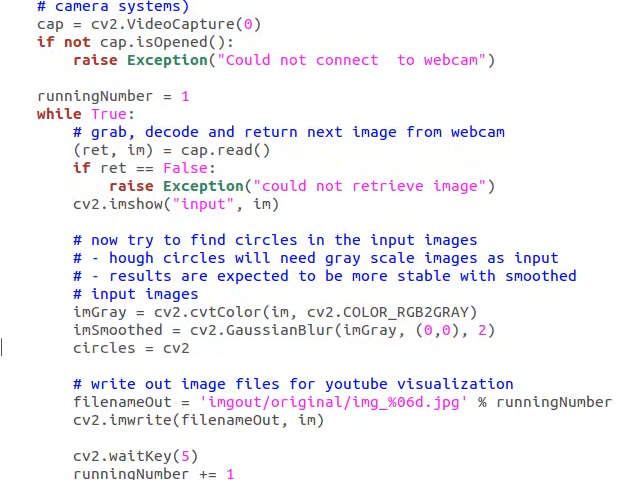 # camera systems)
cap = cv2.VideoCapture(0)
if not cap.isOpened():
    raise Exception("Could not connect  to webcam")

runningNumber = 1
while True:
    # grab, decode and return next image from webcam
    (ret, im) = cap.read()
    if ret == False:
        raise Exception("could not retrieve image")
    cv2.imshow("input", im)

    # now try to find circles in the input images
    # - hough circles will need gray scale images as input
    # - results are expected to be more stable with smoothed
    # input images
    imGray = cv2.cvtColor(im, cv2.COLOR_RGB2GRAY)
    imSmoothed = cv2.GaussianBlur(imGray, (0,0), 2)
    circles = cv2

    # write out image files for youtube visualization
    filenameOut = 'imgout/original/img_%06d.jpg' % runningNumber
    cv2.imwrite(filenameOut, im)

    cv2.waitKey(5)
    runningNumber += 1